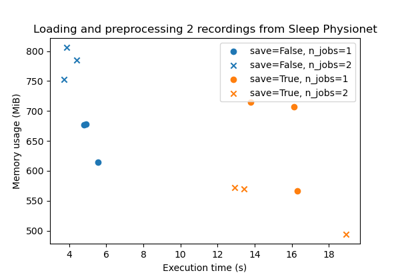 Loading and preprocessing 2 recordings from Sleep Physionet
save=False, n_jobs=1
save=False, n_jobs=2
save=True, n_jobs=1
save=True, n_jobs=2
Memory usage (MiB)
800
750
700
650
600
550
500
4 6 8 10 12 14 16 18
Execution time (s)